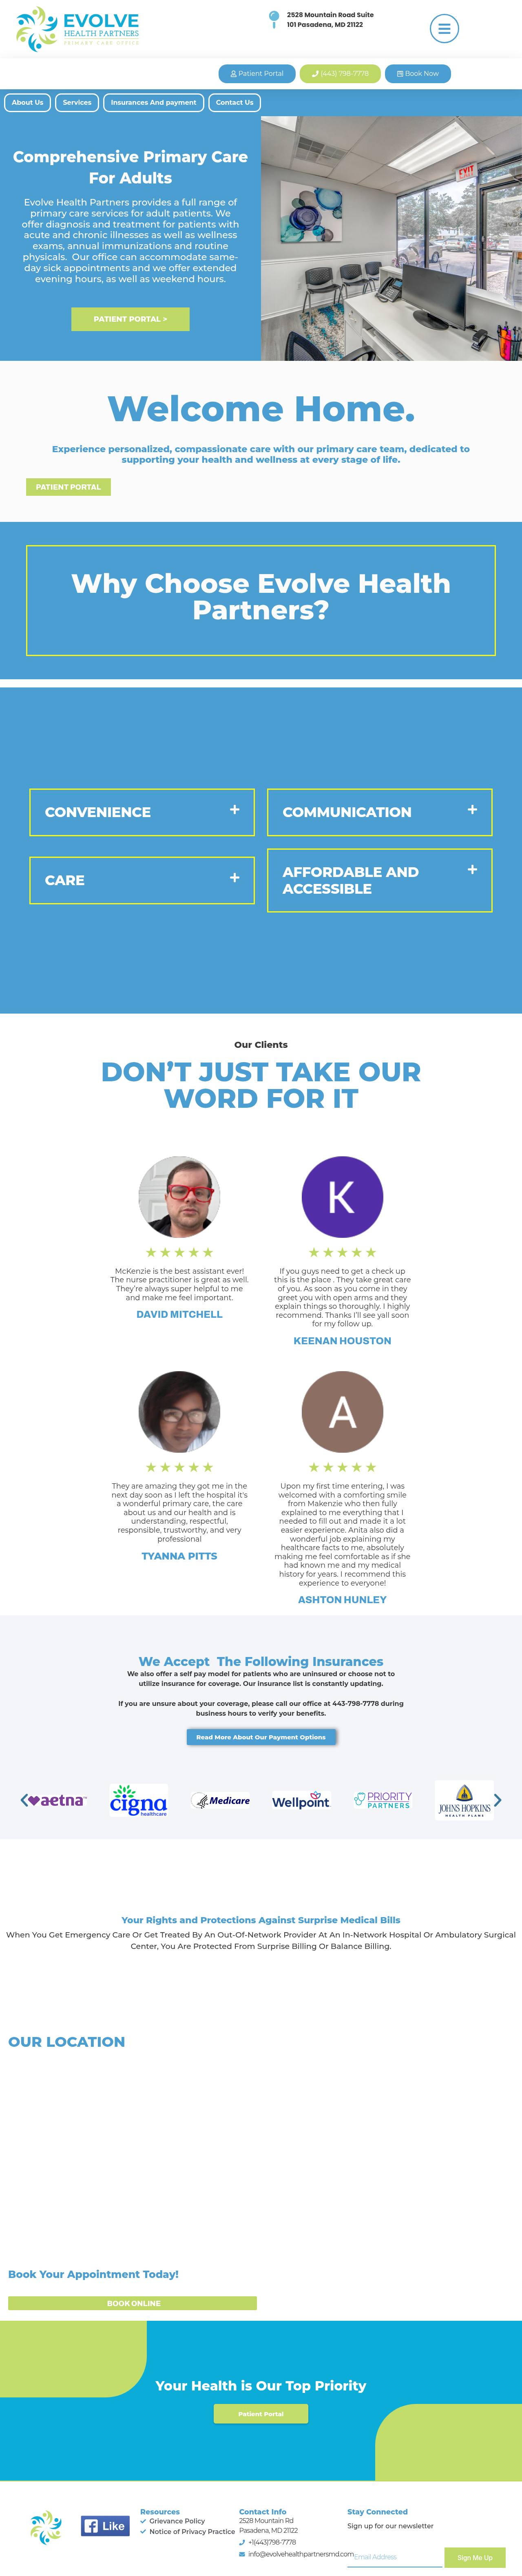 EVOLVE
HEALTH PARTNERS
PRIMARY CARE OFFICE
2528 Mountain Road Suite
101 Pasadena, MD 21122
Patient Portal
(443) 798-7778
Book Now
About Us
Services
Insurances And payment
Contact Us
Comprehensive Primary Care
For Adults
Evolve Health Partners provides a full range of
primary care services for adult patients. We
offer diagnosis and treatment for patients with
acute and chronic illnesses as well as wellness
exams, annual immunizations and routine
physicals. Our office can accommodate same-
day sick appointments and we offer extended
evening hours, as well as weekend hours.
PATIENT PORTAL >
EXIT
Welcome Home.
Experience personalized, compassionate care with our primary care team, dedicated to
supporting your health and wellness at every stage of life.
PATIENT PORTAL
Why Choose Evolve Health
Partners?
CONVENIENCE
COMMUNICATION
CARE
AFFORDABLE AND
ACCESSIBLE
Our Clients
DON’T JUST TAKE OUR
WORD FOR IT
McKenzie is the best assistant ever!
The nurse practitioner is great as well.
They’re always super helpful to me
and make me feel important.
DAVID MITCHELL
K
If you guys need to get a check up
this is the place . They take great care
of you. As soon as you come in they
greet you with open arms and they
explain things so thoroughly. I highly
recommend. Thanks I’ll see yall soon
for my follow up.
KEENAN HOUSTON
They are amazing they got me in the
next day soon as I left the hospital it's
a wonderful primary care, the care
about us and our health and is
understanding, respectful,
responsible, trustworthy, and very
professional
TYANNA PITTS
A
Upon my first time entering, I was
welcomed with a comforting smile
from Makenzie who then fully
explained to me everything that I
needed to fill out and made it a lot
easier experience. Anita also did a
wonderful job explaining my
healthcare facts to me, absolutely
making me feel comfortable as if she
had known me and my medical
history for years. I recommend this
experience to everyone!
ASHTON HUNLEY
We Accept The Following Insurances
We also offer a self pay model for patients who are uninsured or choose not to
utilize insurance for coverage. Our insurance list is constantly updating.
If you are unsure about your coverage, please call our office at 443-798-7778 during
business hours to verify your benefits.
Read More About Our Payment Options
aetna
cigna
healthcare
Medicare
Wellpoint
PRIORITY
PARTNERS
JOHNS HOPKINS
HEALTH PLANS
Your Rights and Protections Against Surprise Medical Bills
When You Get Emergency Care Or Get Treated By An Out-Of-Network Provider At An In-Network Hospital Or Ambulatory Surgical
Center, You Are Protected From Surprise Billing Or Balance Billing.
OUR LOCATION
Book Your Appointment Today!
BOOK ONLINE
Your Health is Our Top Priority
Patient Portal
Like
Resources
Grievance Policy
Notice of Privacy Practice
Contact Info
2528 Mountain Rd
Pasadena, MD 21122
+1(443)798-7778
info@evolvehealthpartnersmd.com
Stay Connected
Sign up for our newsletter
Email Address
Sign Me Up